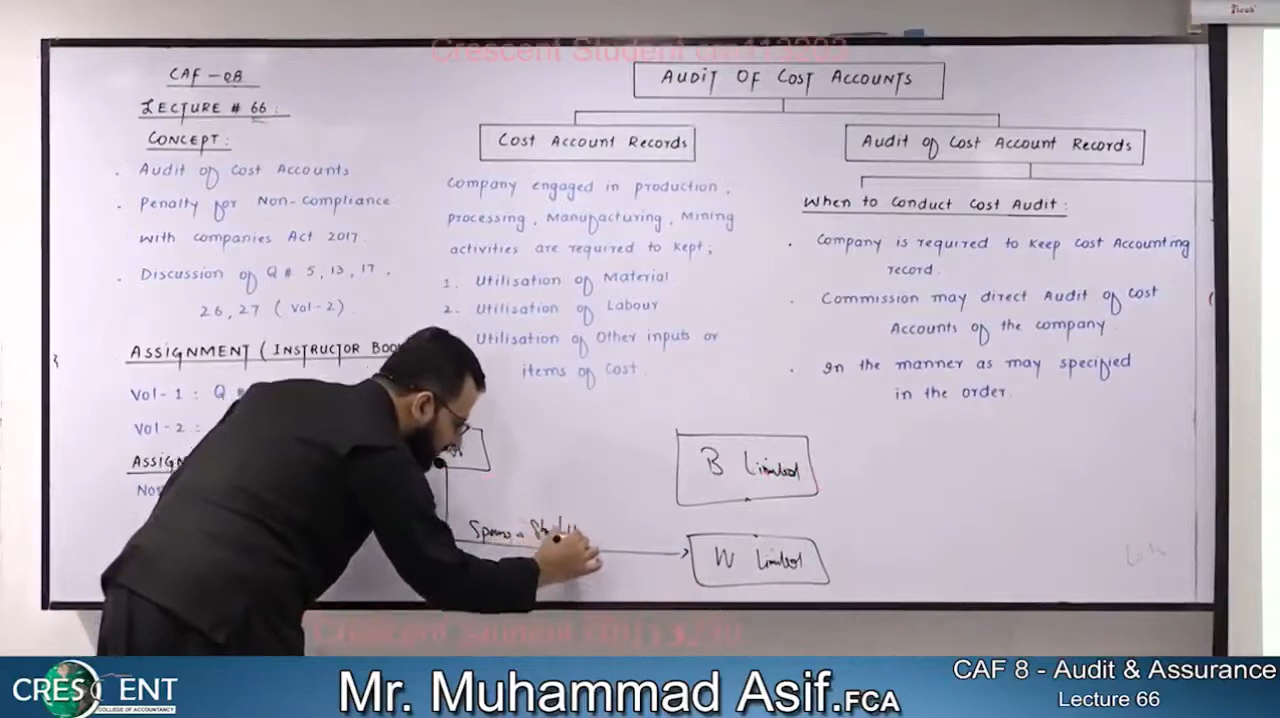 CAF - 08
LECTURE # 66 :
CONCEPT :
. Audit of Cost Accounts
. Penalty for Non-Compliance
with companies Act 2017.
. Discussion of Q # 5, 13, 17,
26, 27 ( Vol-2 )
ASSIGNMENT ( INSTRUCTOR
Vol-1 : Q
Vol-2 :
AUDIT OF COST ACCOUNTS
Cost Account Records
Company engaged in production,
processing, Manufacturing, Mining
activities are required to kept ;
1. Utilisation of Material
2. Utilisation of Labour
Utilisation of Other inputs or
items of Cost.
Audit of Cost Account Records
When to Conduct Cost Audit :
. Company is required to keep Cost Accounting
record.
. Commission may direct Audit of Cost
Accounts of the company.
. In the manner as may specified
in the order.
B Limited
W Limited
CRESCENT
COLLEGE OF ACCOUNTANCY
Mr. Muhammad Asif.FCA
CAF 8 - Audit & Assurance
Lecture 66